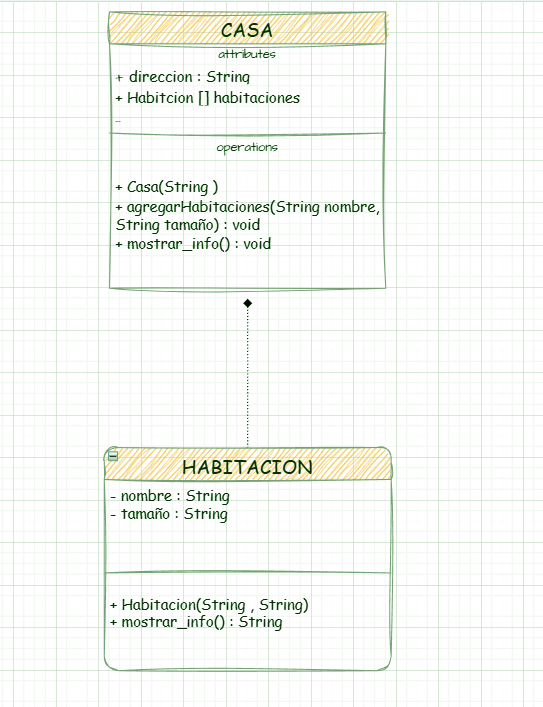 CASA
attributes
+ direccion : String
+ Habitcion [] habitaciones
-
operations
+ Casa(String )
+ agregarHabitaciones(String nombre,
String tamaño) : void
+ mostrar_info() : void
HABITACION
- nombre : String
- tamaño : String
+ Habitacion(String , String)
+ mostrar_info() : String